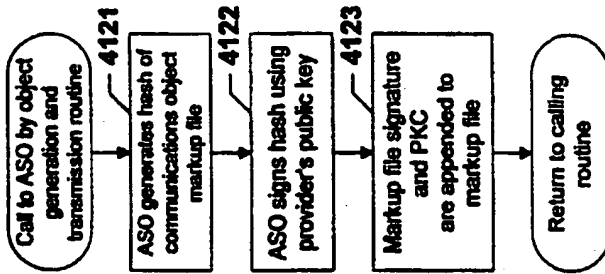 Call to ASO by object
generation and
transmission routine
4121
ASO generates hash of
communications object
markup file
4122
ASO signs hash using
provider's public key
4123
Markup file signature
and PKC
are appended to
markup file
Return to calling
routine